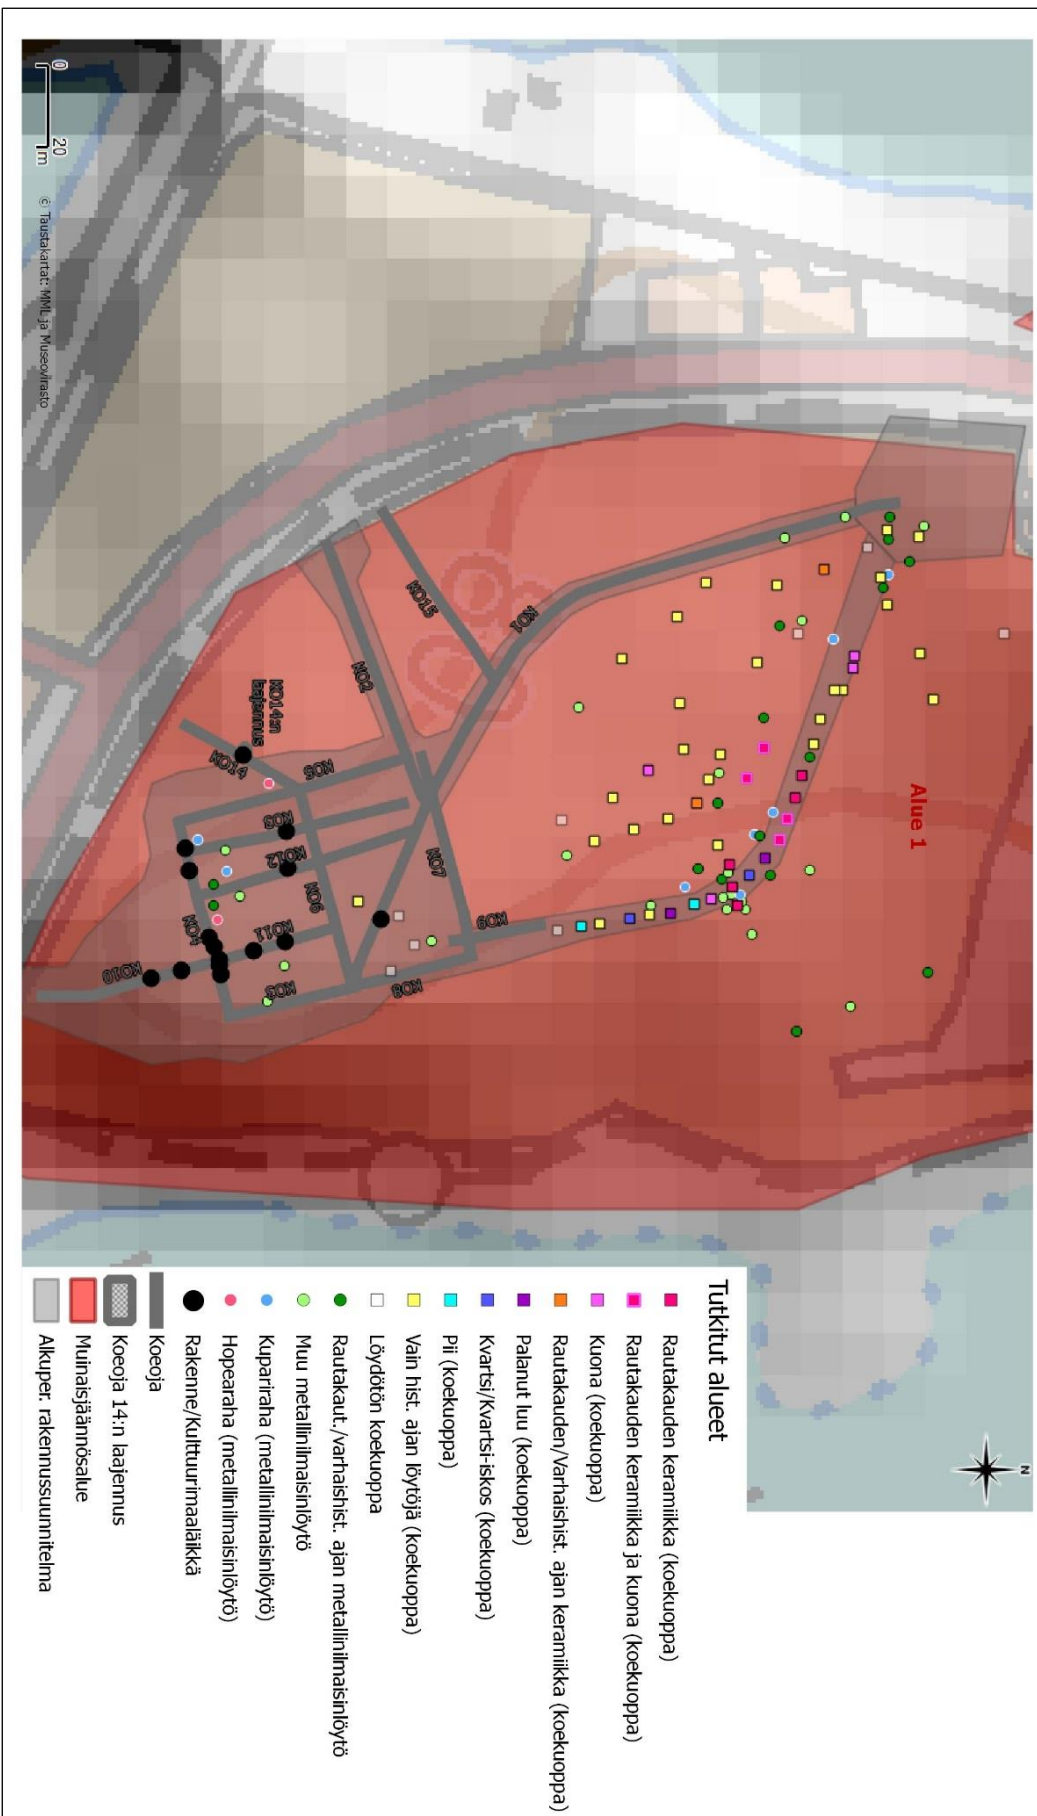 0 20
m
© Taustakartat: MML ja Museovirasto
Alue 1
KO1
KO15
KO2
KO14:n
laajennus
KO14
KO5
KO3
KO12
KO6
KO7
KO9
KO4
KO11
KO10
KO3
KO8
N
Tutkitut alueet
Rautakauden keramiikka (koekuoppa)
Rautakauden keramiikka ja kuona (koekuoppa)
Kuona (koekuoppa)
Rautakauden/Varhaishist. ajan keramiikka (koekuoppa)
Palanut luu (koekuoppa)
Kvartsi/Kvartsi-iskos (koekuoppa)
Pii (koekuoppa)
Vain hist. ajan löytöjä (koekuoppa)
Löydötön koekuoppa
Rautakaut./varhaishist. ajan metallinilmaisinlöytö
Muu metallinilmaisinlöytö
Kupariraha (metallinilmaisinlöytö)
Hopearaha (metallinilmaisinlöytö)
Rakenne/Kulttuurimaaläikkä
Koeoja
Koeoja 14:n laajennus
Muinaisjäännösalue
Alkuper. rakennussuunnitelma